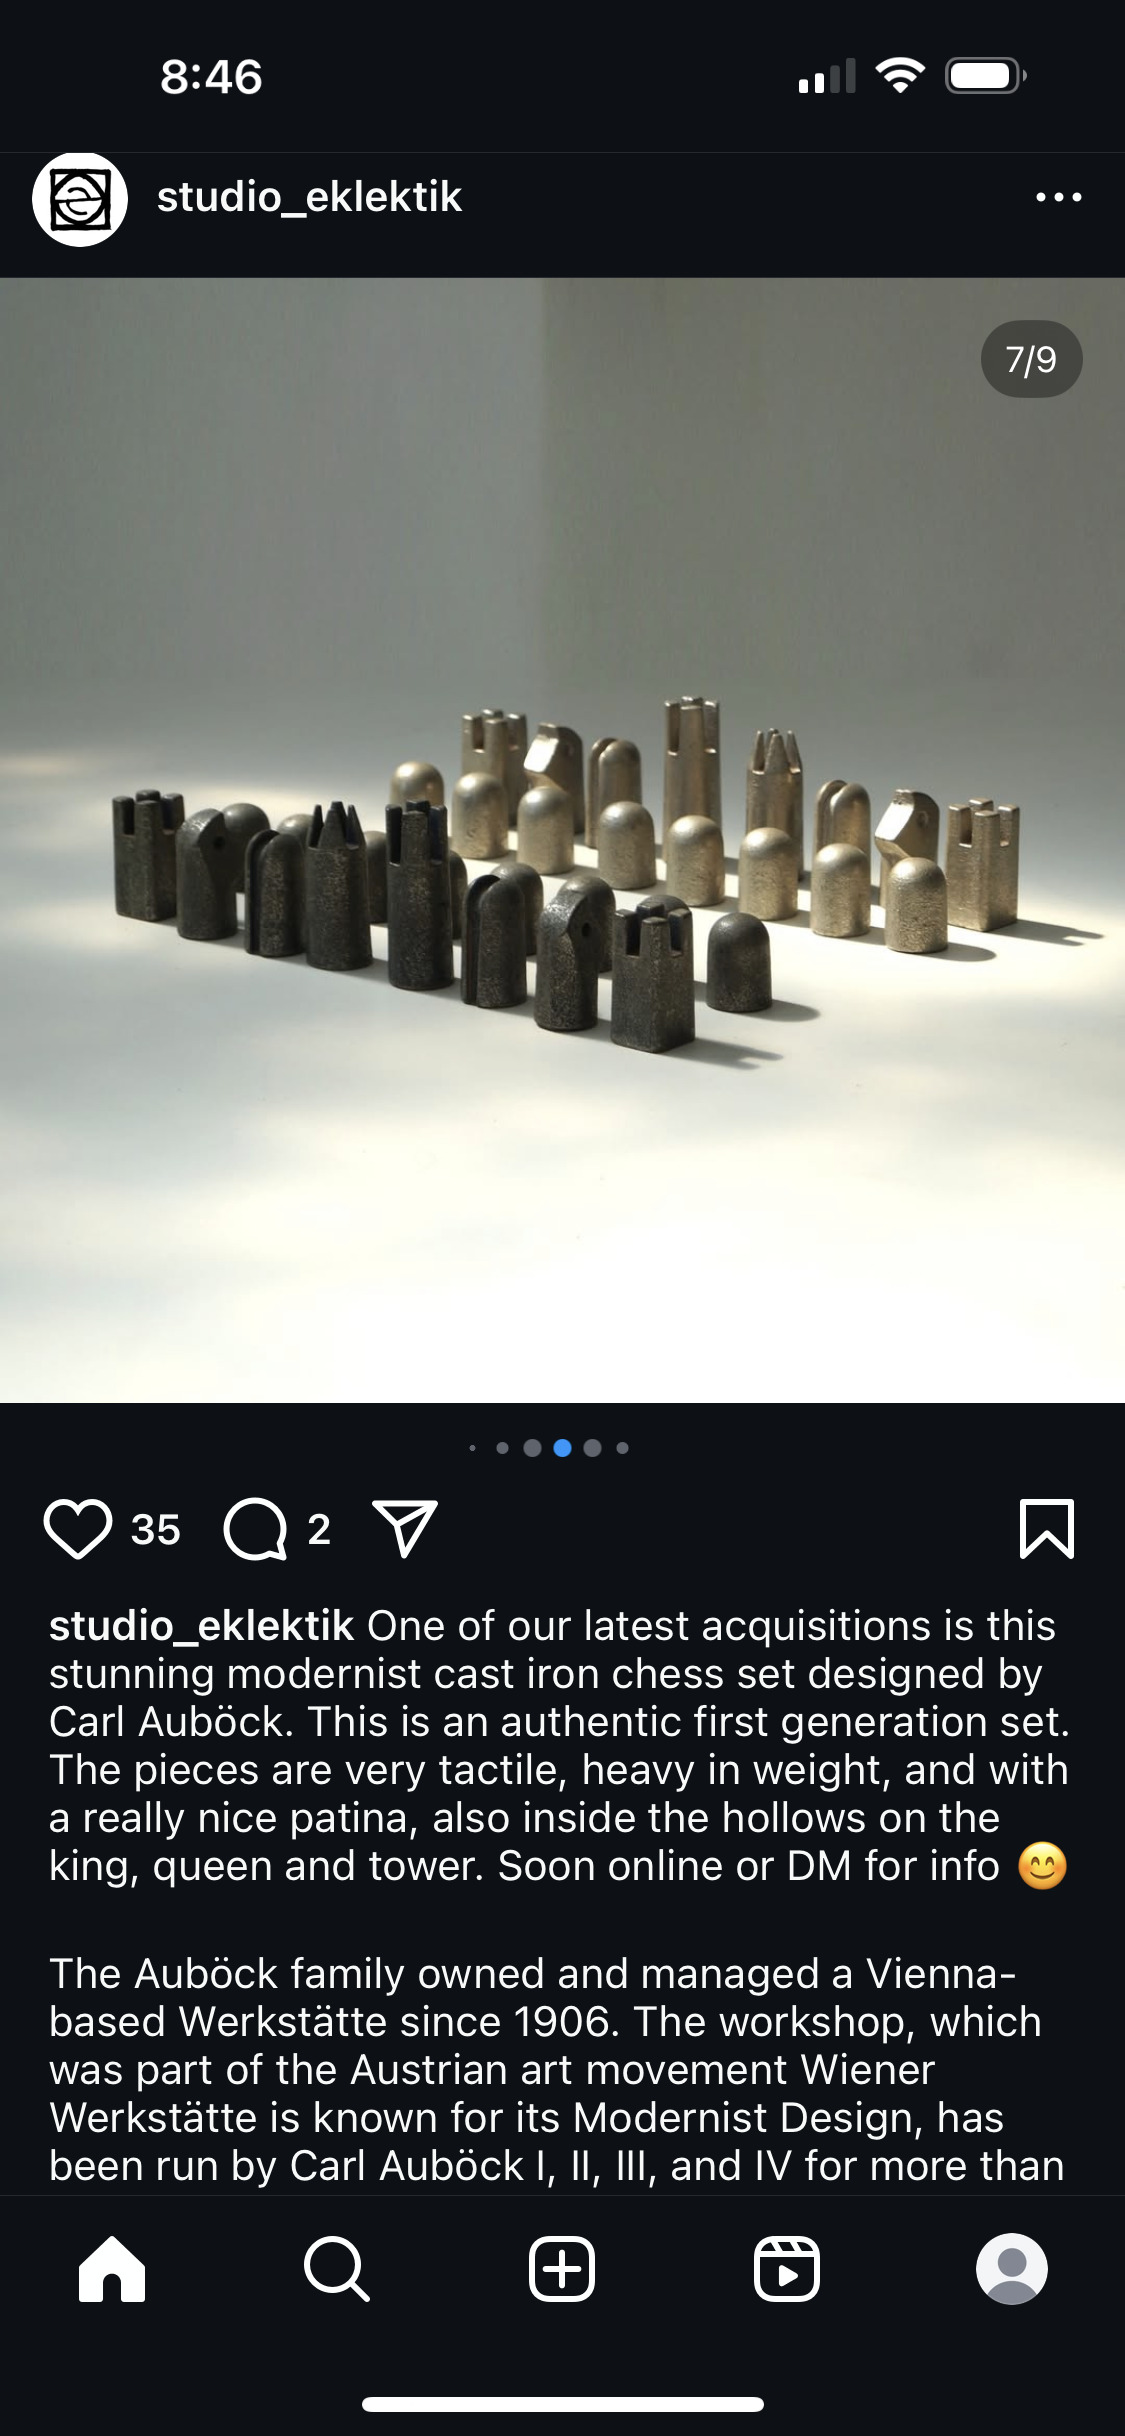 8:46
studio_eklektik
7/9
35
2
studio_eklektik One of our latest acquisitions is this
stunning modernist cast iron chess set designed by
Carl Auböck. This is an authentic first generation set.
The pieces are very tactile, heavy in weight, and with
a really nice patina, also inside the hollows on the
king, queen and tower. Soon online or DM for info 😊
The Auböck family owned and managed a Vienna-
based Werkstätte since 1906. The workshop, which
was part of the Austrian art movement Wiener
Werkstätte is known for its Modernist Design, has
been run by Carl Auböck I, II, III, and IV for more than